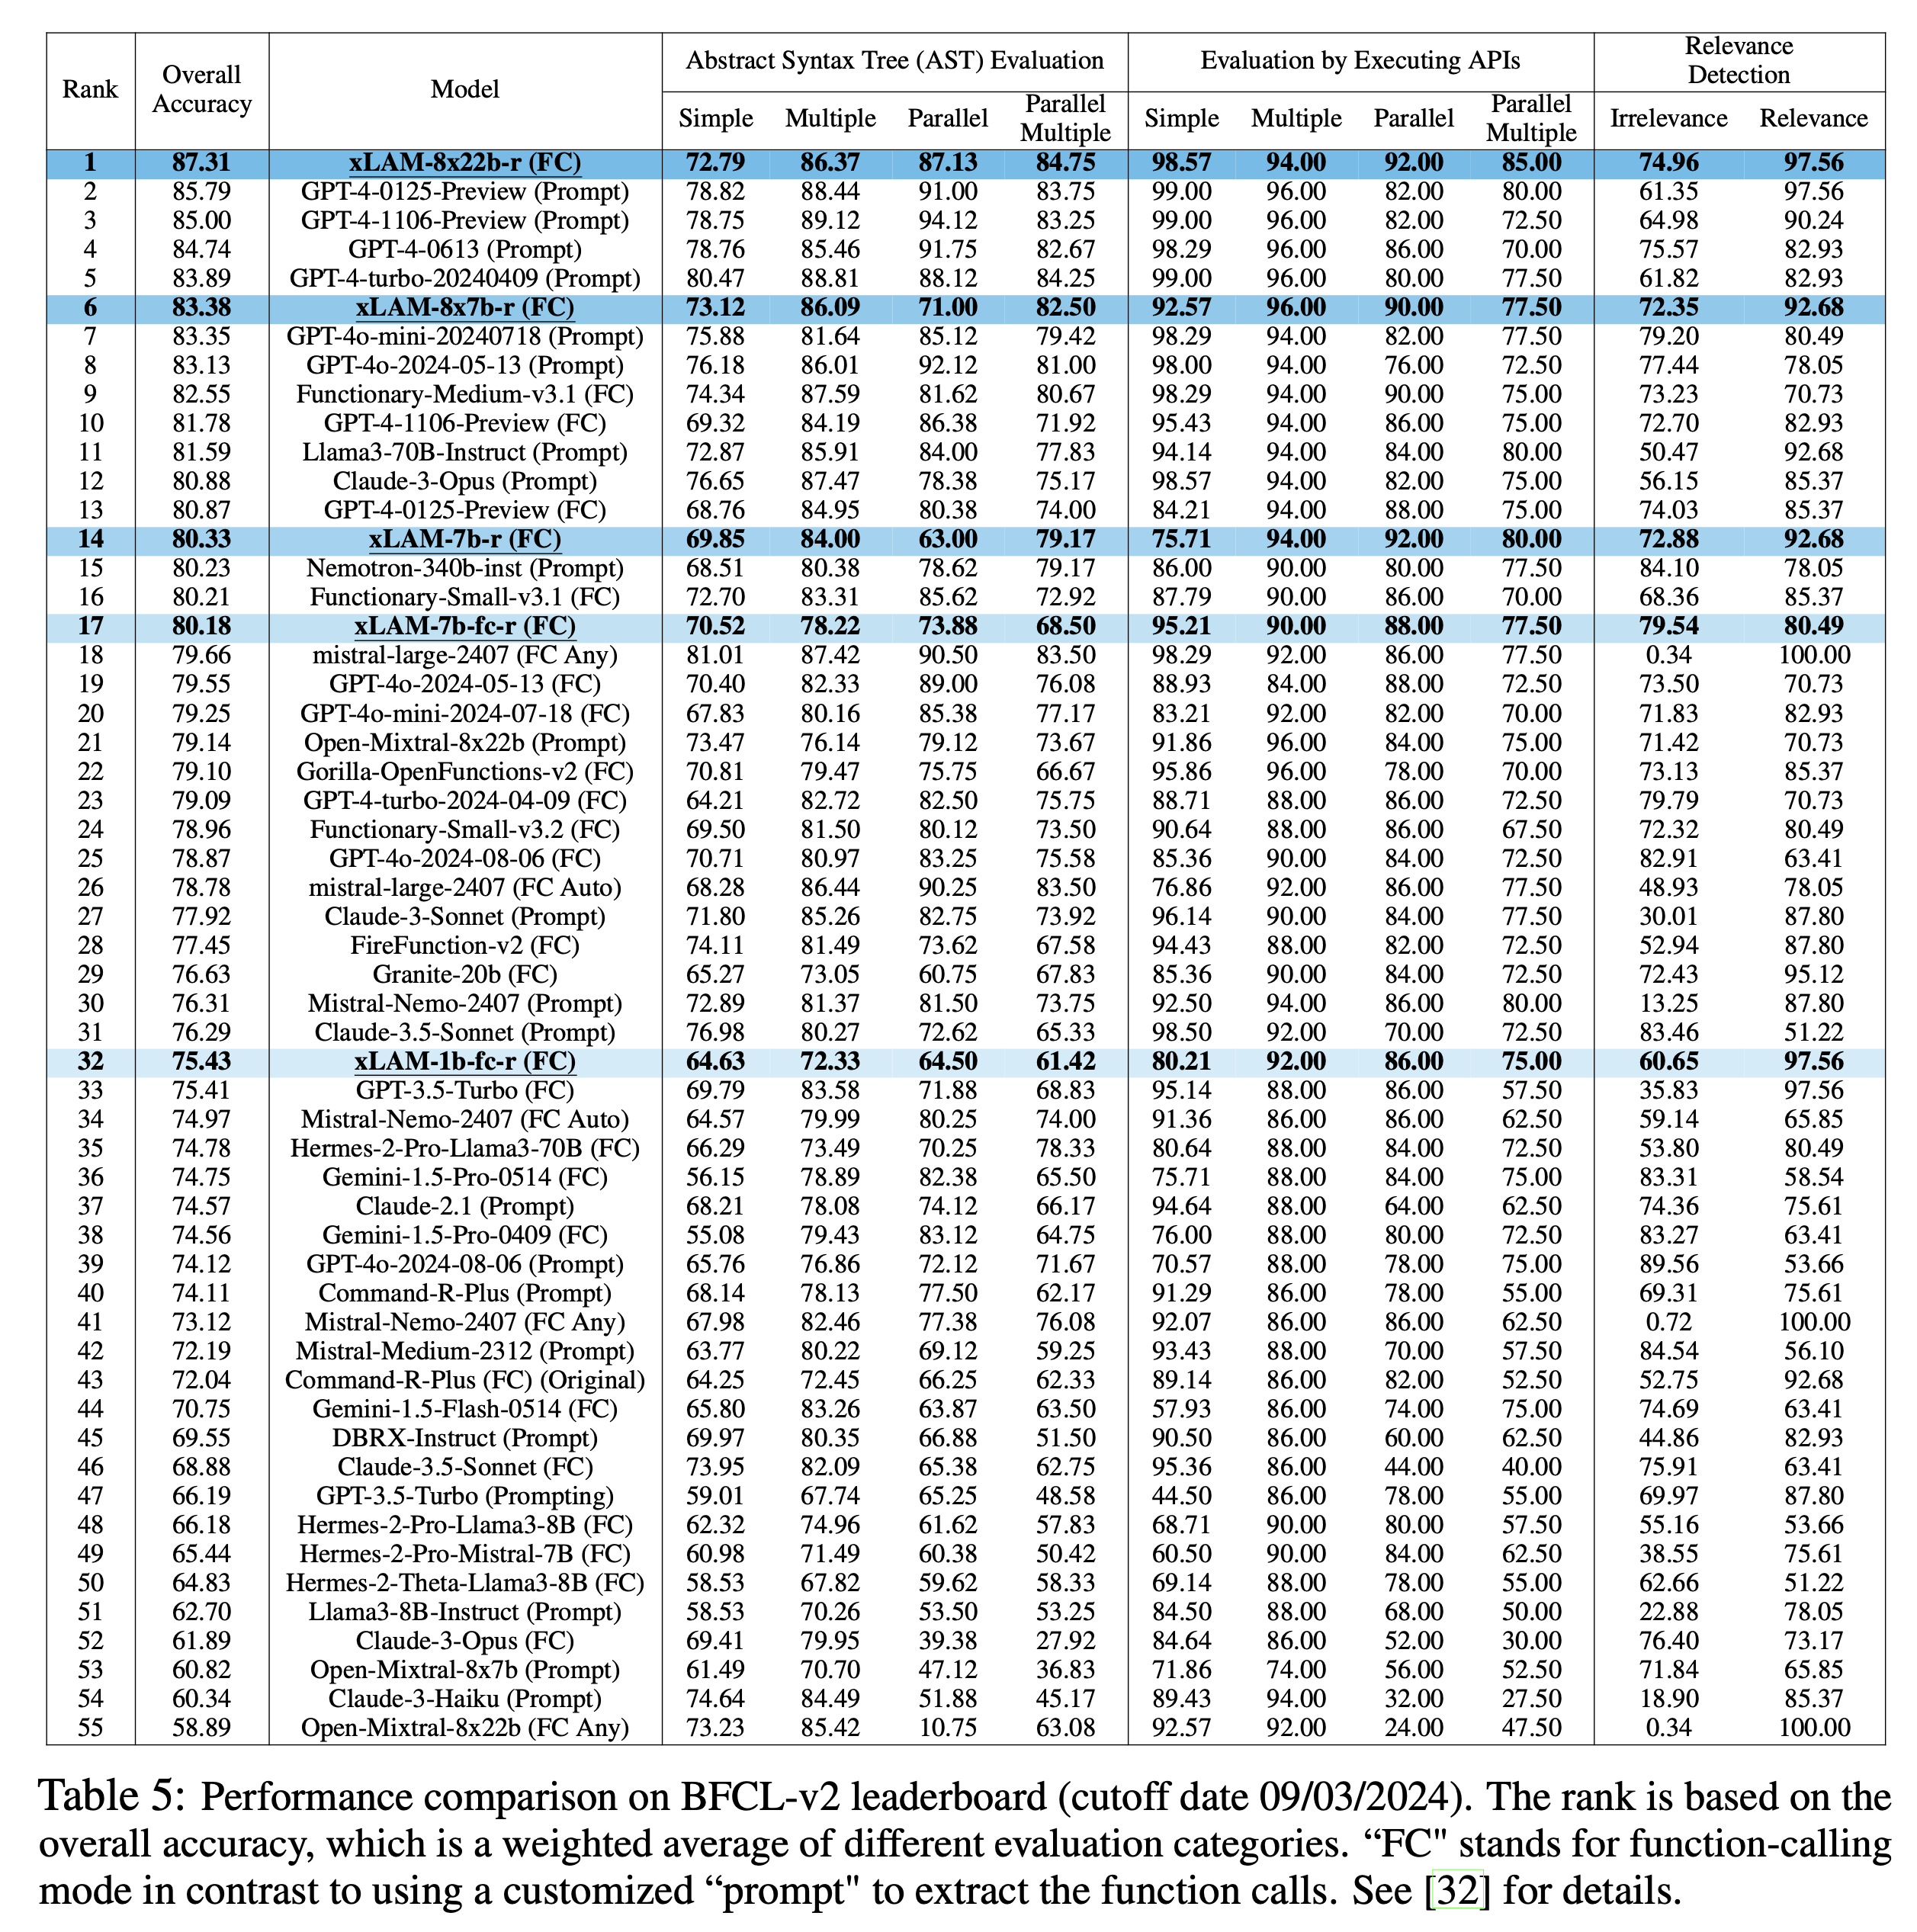 Rank Overall Accuracy Model Abstract Syntax Tree (AST) Evaluation Evaluation by Executing APIs Relevance Detection
Simple Multiple Parallel Parallel Multiple Simple Multiple Parallel Parallel Multiple Irrelevance Relevance
1 87.31 xLAM-8x22b-r (FC) 72.79 86.37 87.13 84.75 98.57 94.00 92.00 85.00 74.96 97.56
2 85.79 GPT-4-0125-Preview (Prompt) 78.82 88.44 91.00 83.75 99.00 96.00 82.00 80.00 61.35 97.56
3 85.00 GPT-4-1106-Preview (Prompt) 78.75 89.12 94.12 83.25 99.00 96.00 82.00 72.50 64.98 90.24
4 84.74 GPT-4-0613 (Prompt) 78.76 85.46 91.75 82.67 98.29 96.00 86.00 70.00 75.57 82.93
5 83.89 GPT-4-turbo-20240409 (Prompt) 80.47 88.81 88.12 84.25 99.00 96.00 80.00 77.50 61.82 82.93
6 83.38 xLAM-8x7b-r (FC) 73.12 86.09 71.00 82.50 92.57 96.00 90.00 77.50 72.35 92.68
7 83.35 GPT-4o-mini-20240718 (Prompt) 75.88 81.64 85.12 79.42 98.29 94.00 82.00 77.50 79.20 80.49
8 83.13 GPT-4o-2024-05-13 (Prompt) 76.18 86.01 92.12 81.00 98.00 94.00 76.00 72.50 77.44 78.05
9 82.55 Functionary-Medium-v3.1 (FC) 74.34 87.59 81.62 80.67 98.29 94.00 90.00 75.00 73.23 70.73
10 81.78 GPT-4-1106-Preview (FC) 69.32 84.19 86.38 71.92 95.43 94.00 86.00 75.00 72.70 82.93
11 81.59 Llama3-70B-Instruct (Prompt) 72.87 85.91 84.00 77.83 94.14 94.00 84.00 80.00 50.47 92.68
12 80.88 Claude-3-Opus (Prompt) 76.65 87.47 78.38 75.17 98.57 94.00 82.00 75.00 56.15 85.37
13 80.87 GPT-4-0125-Preview (FC) 68.76 84.95 80.38 74.00 84.21 94.00 88.00 75.00 74.03 85.37
14 80.33 xLAM-7b-r (FC) 69.85 84.00 63.00 79.17 75.71 94.00 92.00 80.00 72.88 92.68
15 80.23 Nemotron-340b-inst (Prompt) 68.51 80.38 78.62 79.17 86.00 90.00 80.00 77.50 84.10 78.05
16 80.21 Functionary-Small-v3.1 (FC) 72.70 83.31 85.62 72.92 87.79 90.00 86.00 70.00 68.36 85.37
17 80.18 xLAM-7b-fc-r (FC) 70.52 78.22 73.88 68.50 95.21 90.00 88.00 77.50 79.54 80.49
18 79.66 mistral-large-2407 (FC Any) 81.01 87.42 90.50 83.50 98.29 92.00 86.00 77.50 0.34 100.00
19 79.55 GPT-4o-2024-05-13 (FC) 70.40 82.33 89.00 76.08 88.93 84.00 88.00 72.50 73.50 70.73
20 79.25 GPT-4o-mini-2024-07-18 (FC) 67.83 80.16 85.38 77.17 83.21 92.00 82.00 70.00 71.83 82.93
21 79.14 Open-Mixtral-8x22b (Prompt) 73.47 76.14 79.12 73.67 91.86 96.00 84.00 75.00 71.42 70.73
22 79.10 Gorilla-OpenFunctions-v2 (FC) 70.81 79.47 75.75 66.67 95.86 96.00 78.00 70.00 73.13 85.37
23 79.09 GPT-4-turbo-2024-04-09 (FC) 64.21 82.72 82.50 75.75 88.71 88.00 86.00 72.50 79.79 70.73
24 78.96 Functionary-Small-v3.2 (FC) 69.50 81.50 80.12 73.50 90.64 88.00 86.00 67.50 72.32 80.49
25 78.87 GPT-4o-2024-08-06 (FC) 70.71 80.97 83.25 75.58 85.36 90.00 84.00 72.50 82.91 63.41
26 78.78 mistral-large-2407 (FC Auto) 68.28 86.44 90.25 83.50 76.86 92.00 86.00 77.50 48.93 78.05
27 77.92 Claude-3-Sonnet (Prompt) 71.80 85.26 82.75 73.92 96.14 90.00 84.00 77.50 30.01 87.80
28 77.45 FireFunction-v2 (FC) 74.11 81.49 73.62 67.58 94.43 88.00 82.00 72.50 52.94 87.80
29 76.63 Granite-20b (FC) 65.27 73.05 60.75 67.83 85.36 90.00 84.00 72.50 72.43 95.12
30 76.31 Mistral-Nemo-2407 (Prompt) 72.89 81.37 81.50 73.75 92.50 94.00 86.00 80.00 13.25 87.80
31 76.29 Claude-3.5-Sonnet (Prompt) 76.98 80.27 72.62 65.33 98.50 92.00 70.00 72.50 83.46 51.22
32 75.43 xLAM-1b-fc-r (FC) 64.63 72.33 64.50 61.42 80.21 92.00 86.00 75.00 60.65 97.56
33 75.41 GPT-3.5-Turbo (FC) 69.79 83.58 71.88 68.83 95.14 88.00 86.00 57.50 35.83 97.56
34 74.97 Mistral-Nemo-2407 (FC Auto) 64.57 79.99 80.25 74.00 91.36 86.00 86.00 62.50 59.14 65.85
35 74.78 Hermes-2-Pro-Llama3-70B (FC) 66.29 73.49 70.25 78.33 80.64 88.00 84.00 72.50 53.80 80.49
36 74.75 Gemini-1.5-Pro-0514 (FC) 56.15 78.89 82.38 65.50 75.71 88.00 84.00 75.00 83.31 58.54
37 74.57 Claude-2.1 (Prompt) 68.21 78.08 74.12 66.17 94.64 88.00 64.00 62.50 74.36 75.61
38 74.56 Gemini-1.5-Pro-0409 (FC) 55.08 79.43 83.12 64.75 76.00 88.00 80.00 72.50 83.27 63.41
39 74.12 GPT-4o-2024-08-06 (Prompt) 65.76 76.86 72.12 71.67 70.57 88.00 78.00 75.00 89.56 53.66
40 74.11 Command-R-Plus (Prompt) 68.14 78.13 77.50 62.17 91.29 86.00 78.00 55.00 69.31 75.61
41 73.12 Mistral-Nemo-2407 (FC Any) 67.98 82.46 77.38 76.08 92.07 86.00 86.00 62.50 0.72 100.00
42 72.19 Mistral-Medium-2312 (Prompt) 63.77 80.22 69.12 59.25 93.43 88.00 70.00 57.50 84.54 56.10
43 72.04 Command-R-Plus (FC) (Original) 64.25 72.45 66.25 62.33 89.14 86.00 82.00 52.50 52.75 92.68
44 70.75 Gemini-1.5-Flash-0514 (FC) 65.80 83.26 63.87 63.50 57.93 86.00 74.00 75.00 74.69 63.41
45 69.55 DBRX-Instruct (Prompt) 69.97 80.35 66.88 51.50 90.50 86.00 60.00 62.50 44.86 82.93
46 68.88 Claude-3.5-Sonnet (FC) 73.95 82.09 65.38 62.75 95.36 86.00 44.00 40.00 75.91 63.41
47 66.19 GPT-3.5-Turbo (Prompting) 59.01 67.74 65.25 48.58 44.50 86.00 78.00 55.00 69.97 87.80
48 66.18 Hermes-2-Pro-Llama3-8B (FC) 62.32 74.96 61.62 57.83 68.71 90.00 80.00 57.50 55.16 53.66
49 65.44 Hermes-2-Pro-Mistral-7B (FC) 60.98 71.49 60.38 50.42 60.50 90.00 84.00 62.50 38.55 75.61
50 64.83 Hermes-2-Theta-Llama3-8B (FC) 58.53 67.82 59.62 58.33 69.14 88.00 78.00 55.00 62.66 51.22
51 62.70 Llama3-8B-Instruct (Prompt) 58.53 70.26 53.50 53.25 84.50 88.00 68.00 50.00 22.88 78.05
52 61.89 Claude-3-Opus (FC) 69.41 79.95 39.38 27.92 84.64 86.00 52.00 30.00 76.40 73.17
53 60.82 Open-Mixtral-8x7b (Prompt) 61.49 70.70 47.12 36.83 71.86 74.00 56.00 52.50 71.84 65.85
54 60.34 Claude-3-Haiku (Prompt) 74.64 84.49 51.88 45.17 89.43 94.00 32.00 27.50 18.90 85.37
55 58.89 Open-Mixtral-8x22b (FC Any) 73.23 85.42 10.75 63.08 92.57 92.00 24.00 47.50 0.34 100.00
Table 5: Performance comparison on BFCL-v2 leaderboard (cutoff date 09/03/2024). The rank is based on the
overall accuracy, which is a weighted average of different evaluation categories. “FC" stands for function-calling
mode in contrast to using a customized “prompt" to extract the function calls. See [32] for details.